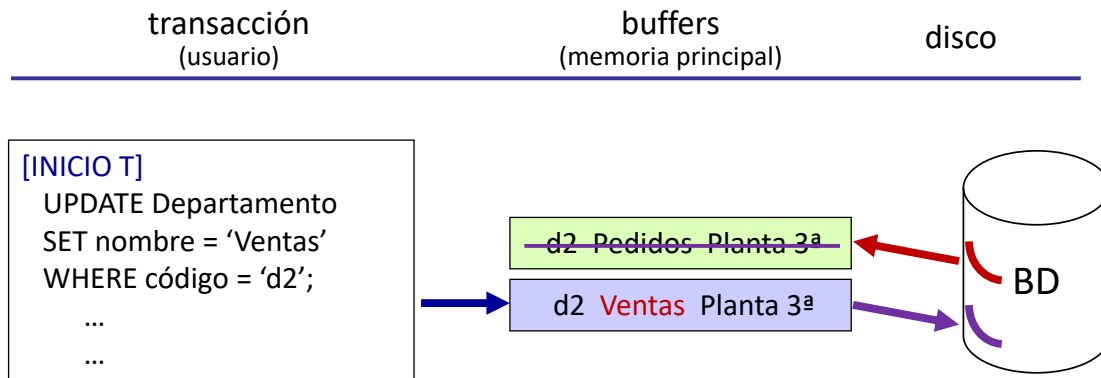 transacción
(usuario)
buffers
(memoria principal)
disco
[INICIO T]
UPDATE Departamento
SET nombre = ‘Ventas’
WHERE código = ‘d2’;
...
...
d2 Pedidos Planta 3ª
d2 Ventas Planta 3ª
BD